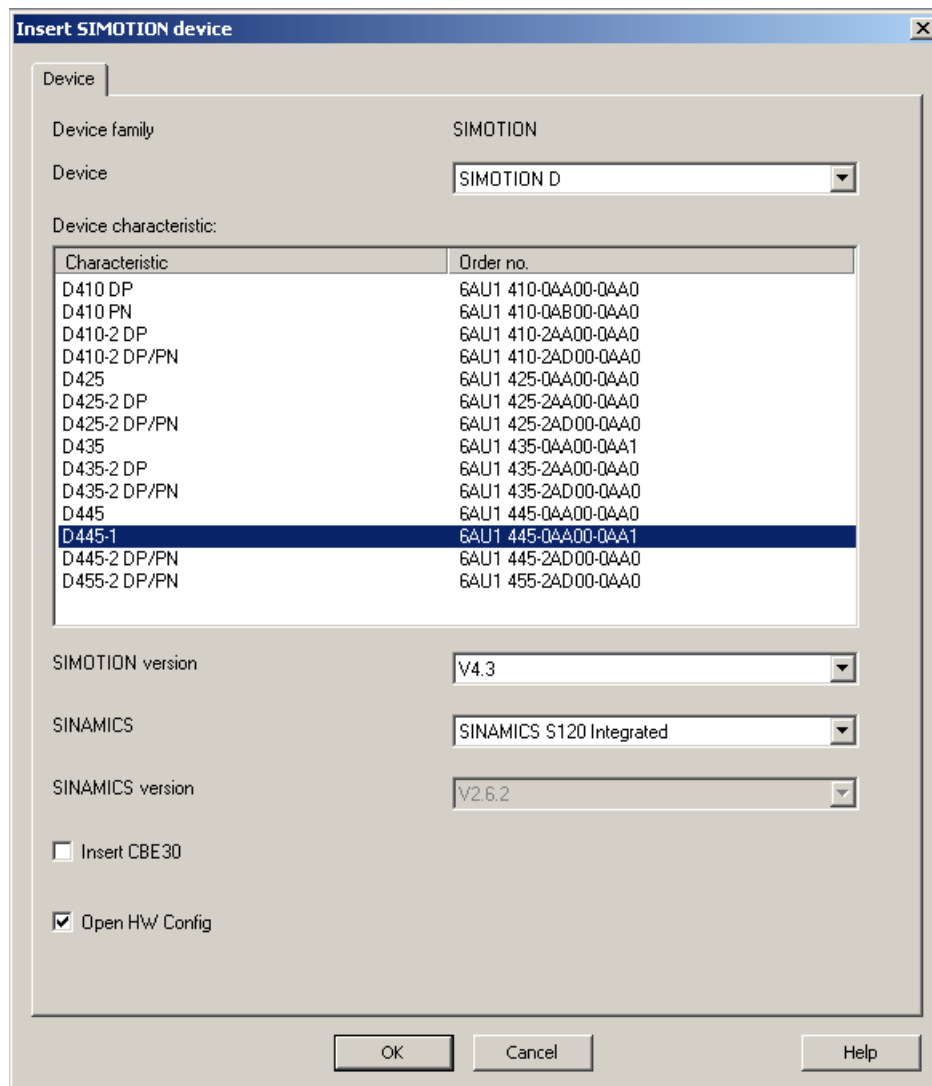 Insert SIMOTION device
Device
Device family SIMOTION
Device SIMOTION D
Device characteristic:
Characteristic Order no.
D410 DP 6AU1 410-0AA00-0AA0
D410 PN 6AU1 410-0AB00-0AA0
D410-2 DP 6AU1 410-2AA00-0AA0
D410-2 DP/PN 6AU1 410-2AD00-0AA0
D425 6AU1 425-0AA00-0AA0
D425-2 DP 6AU1 425-2AA00-0AA0
D425-2 DP/PN 6AU1 425-2AD00-0AA0
D435 6AU1 435-0AA00-0AA1
D435-2 DP 6AU1 435-2AA00-0AA0
D435-2 DP/PN 6AU1 435-2AD00-0AA0
D445 6AU1 445-0AA00-0AA0
D445-1 6AU1 445-0AA00-0AA1
D445-2 DP/PN 6AU1 445-2AD00-0AA0
D455-2 DP/PN 6AU1 455-2AD00-0AA0
SIMOTION version V4.3
SINAMICS SINAMICS S120 Integrated
SINAMICS version V2.6.2
Insert CBE30
Open HW Config
OK Cancel Help